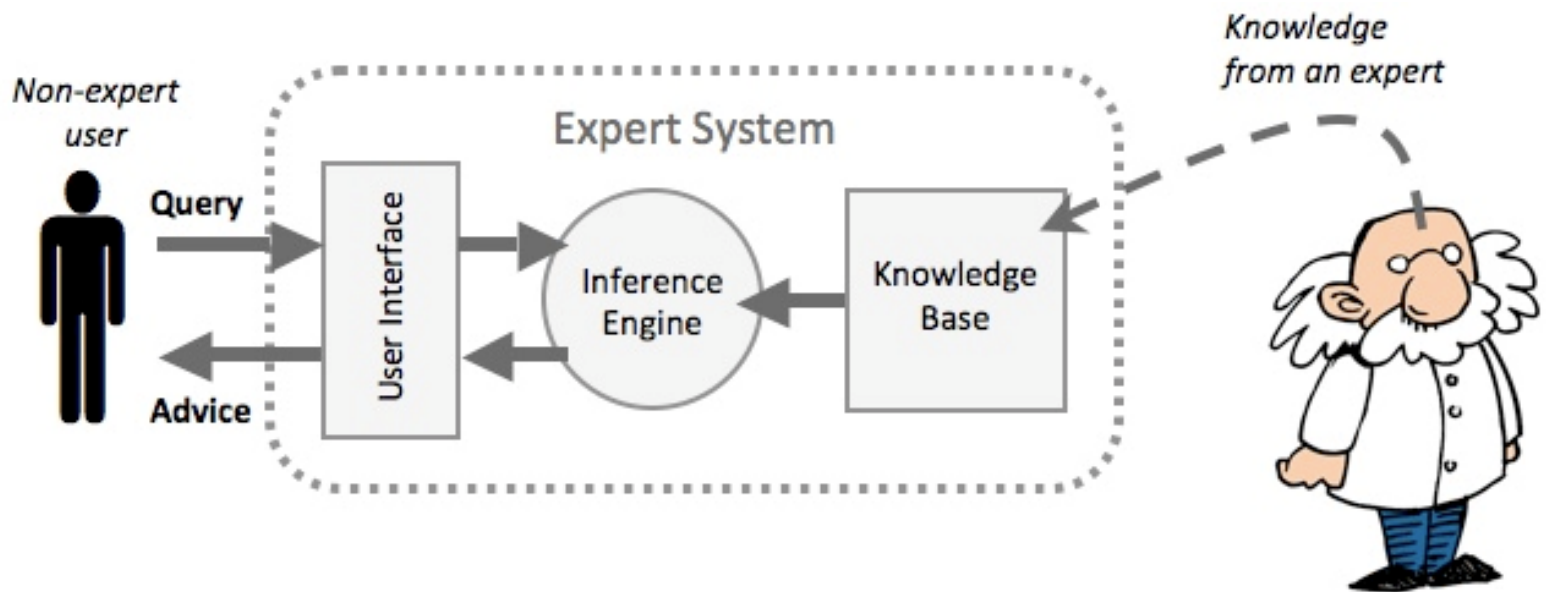 Knowledge
from an expert
Non-expert
user
Expert System
Query
User Interface
Inference
Engine
Knowledge
Base
Advice